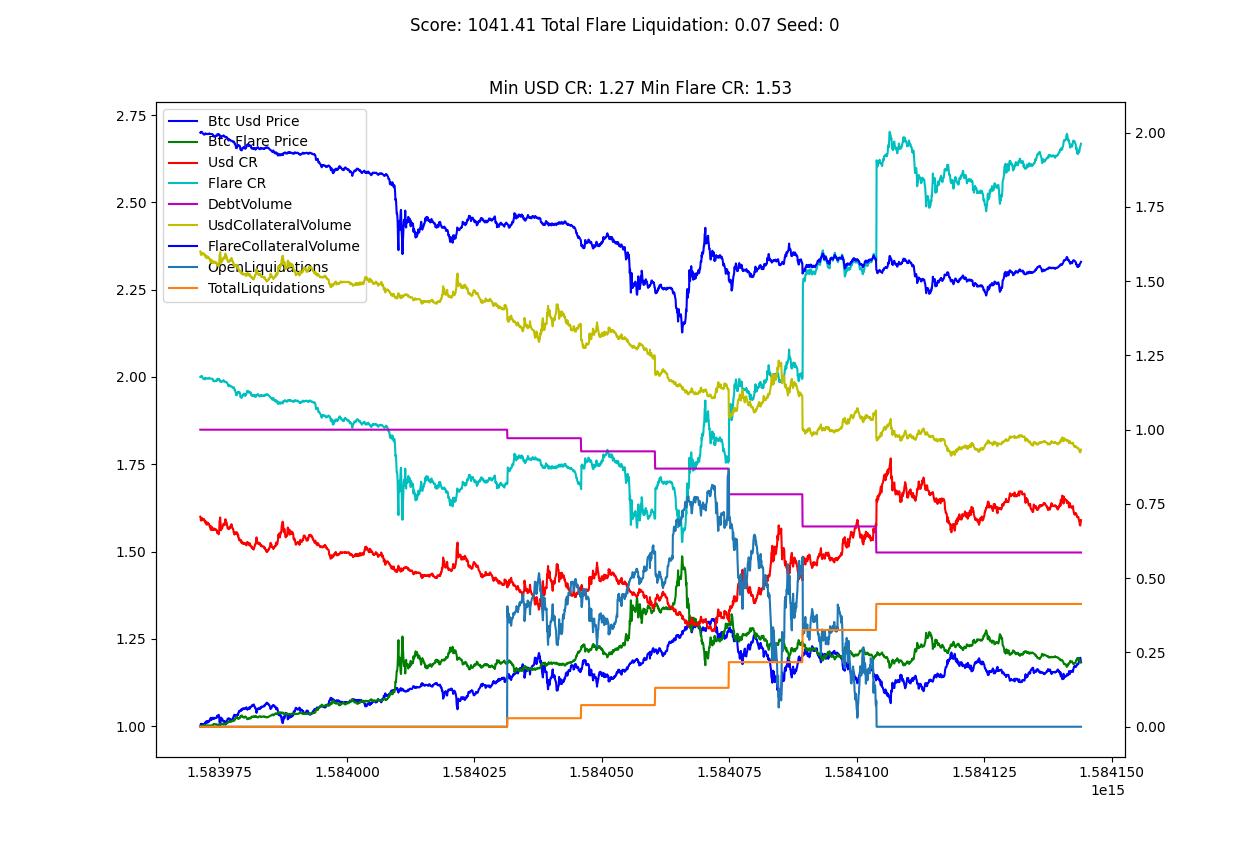 Score: 1041.41 Total Flare Liquidation: 0.07 Seed: 0
Min USD CR: 1.27 Min Flare CR: 1.53
2.75
2.50
2.25
2.00
1.75
1.50
1.25
1.00
Btc Usd Price
Btc Flare Price
Usd CR
Flare CR
DebtVolume
UsdCollateralVolume
FlareCollateralVolume
OpenLiquidations
TotalLiquidations
2.00
1.75
1.50
1.25
1.00
0.75
0.50
0.25
0.00
1.583975 1.584000 1.584025 1.584050 1.584075 1.584100 1.584125 1.584150
1e15